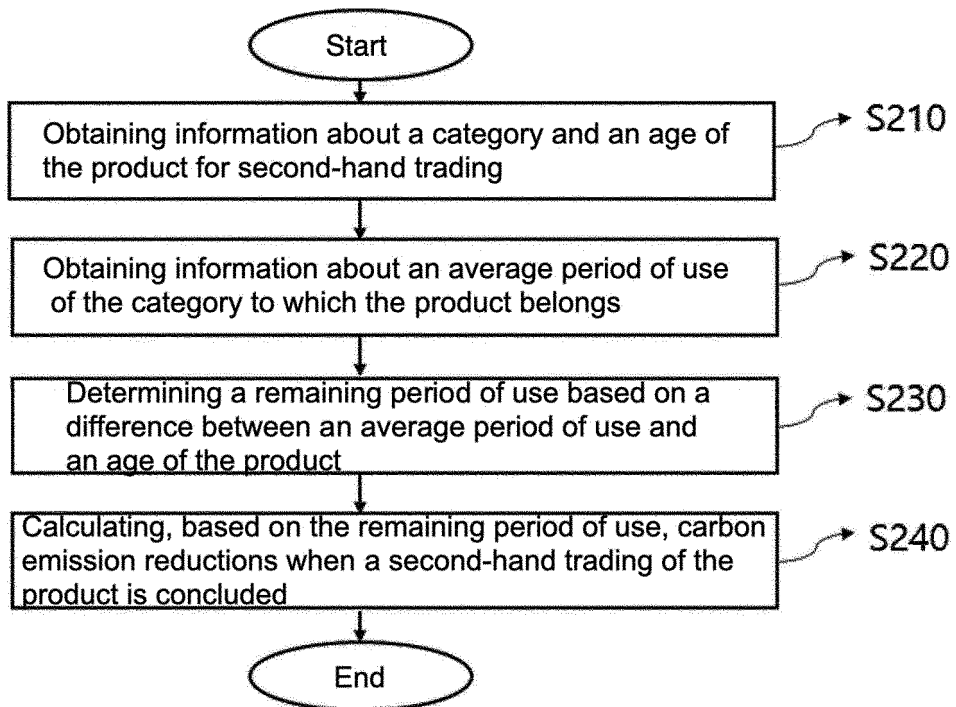 Start
Obtaining information about a category and an age of
the product for second-hand trading
S210
Obtaining information about an average period of use
of the category to which the product belongs
S220
Determining a remaining period of use based on a
difference between an average period of use and
an age of the product
S230
Calculating, based on the remaining period of use, carbon
emission reductions when a second-hand trading of the
product is concluded
S240
End